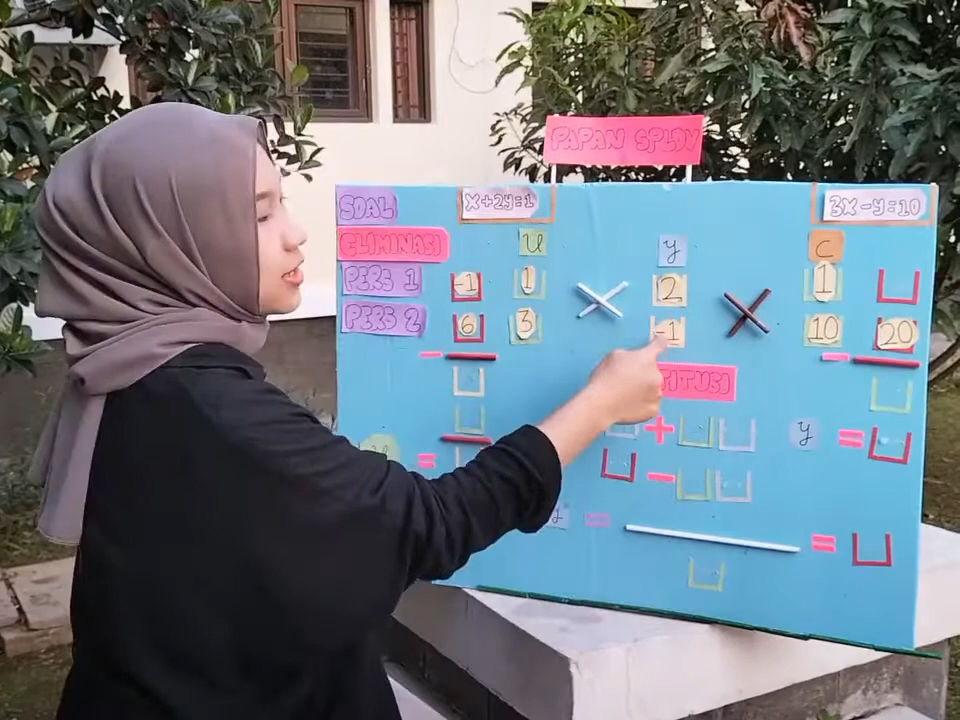 PAPAN SPLDV
SOAL X+2Y=1 3X-Y=10
ELIMINASI x y C
PERS 1 -1 1 2 1
PERS 2 6 3 -1 10 20
-
-
TITUSI
= + y =
-
y = =